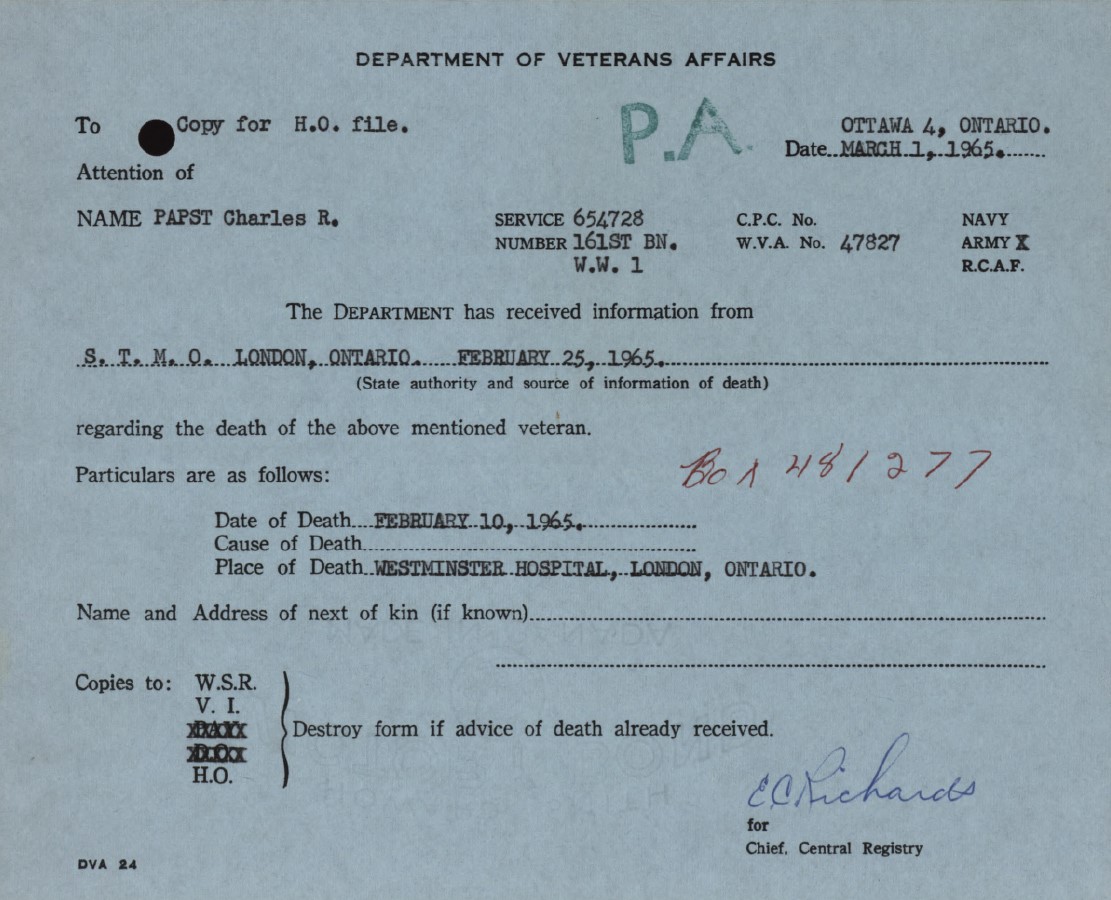 DEPARTMENT OF VETERANS AFFAIRS
To Copy for H.O. file.
P.A.
OTTAWA 4, ONTARIO.
Date MARCH 1, 1965.
Attention of
NAME PAPST Charles R.
SERVICE 654728
NUMBER 161ST BN.
W.W. 1
C.P.C. No.
W.V.A. No. 47827
NAVY
ARMY X
R.C.A.F.
The DEPARTMENT has received information from
S. T. M. O. LONDON, ONTARIO. FEBRUARY 25, 1965.
(State authority and source of information of death)
regarding the death of the above mentioned veteran.
Particulars are as follows:
Box 481277
Date of Death FEBRUARY 10, 1965.
Cause of Death
Place of Death WESTMINSTER HOSPITAL, LONDON, ONTARIO.
Name and Address of next of kin (if known)
Copies to: W.S.R.
V. I.
H.O.
Destroy form if advice of death already received.
E C Richards
for
Chief, Central Registry
DVA 24